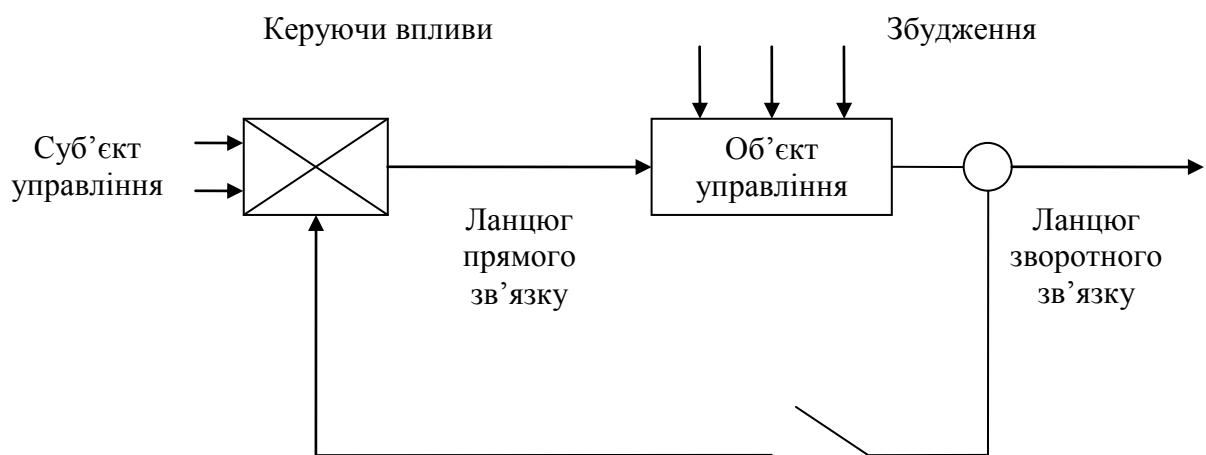 Керуючи впливи
Збудження
Суб’єкт
управління
Об’єкт
управління
Ланцюг
прямого
зв’язку
Ланцюг
зворотного
зв’язку